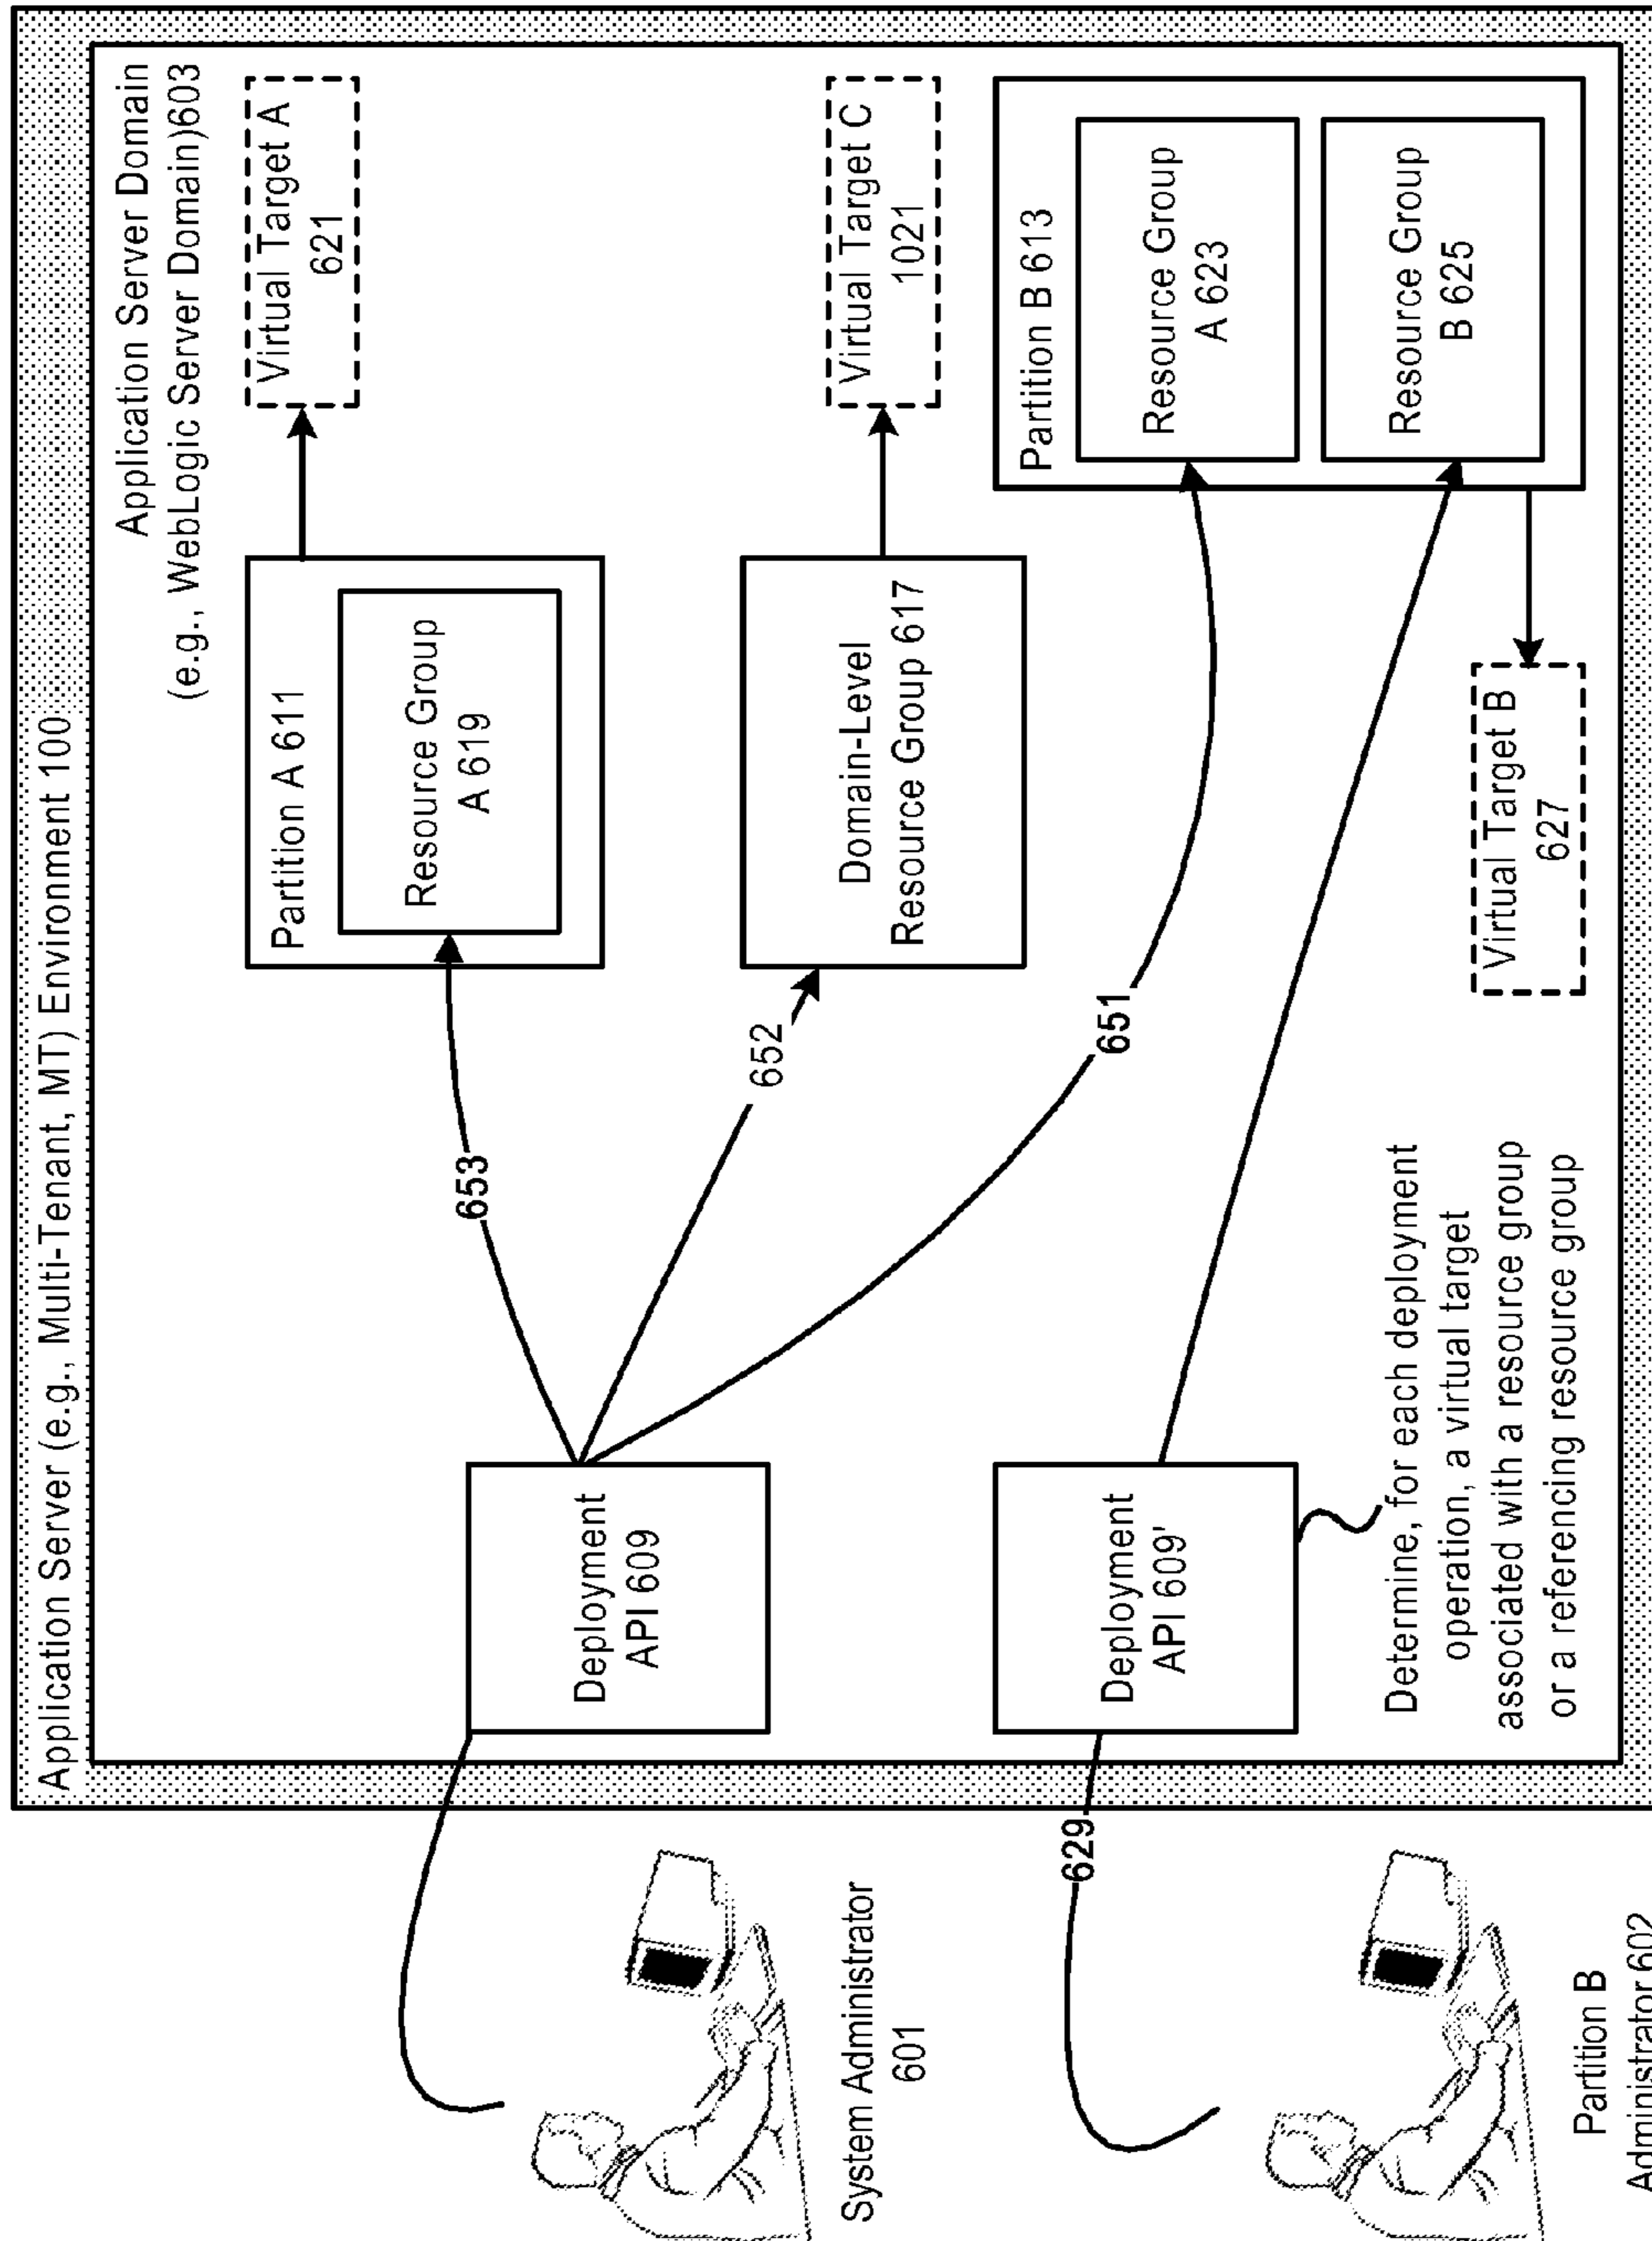 Application Server (e.g., Multi-Tenant, MT) Environment 100
Application Server Domain
(e.g., WebLogic Server Domain)603
Partition A 611
Resource Group
A 619
Virtual Target A
621
653
Deployment
API 609
System Administrator
601
652
Domain-Level
Resource Group 617
Virtual Target C
1021
651
Partition B 613
Resource Group
A 623
Resource Group
B 625
Virtual Target B
627
629
Deployment
API 609'
Determine, for each deployment
operation, a virtual target
associated with a resource group
or a referencing resource group
Partition B
Administrator 602